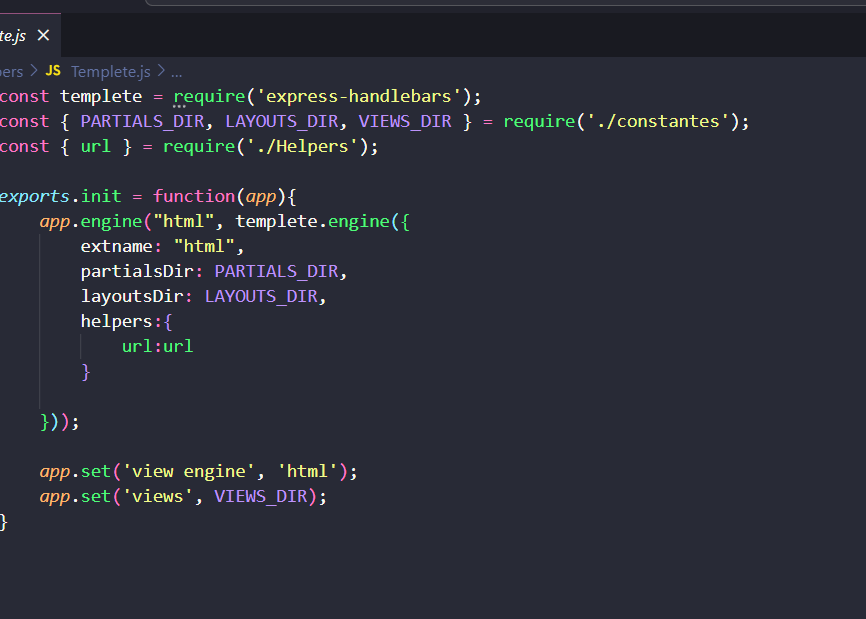 te.js ×
pers > JS Templete.js > ...
const templete = require('express-handlebars');
const { PARTIALS_DIR, LAYOUTS_DIR, VIEWS_DIR } = require('./constantes');
const { url } = require('./Helpers');
exports.init = function(app){
app.engine("html", templete.engine({
extname: "html",
partialsDir: PARTIALS_DIR,
layoutsDir: LAYOUTS_DIR,
helpers:{
url:url
}
}));
app.set('view engine', 'html');
app.set('views', VIEWS_DIR);
}